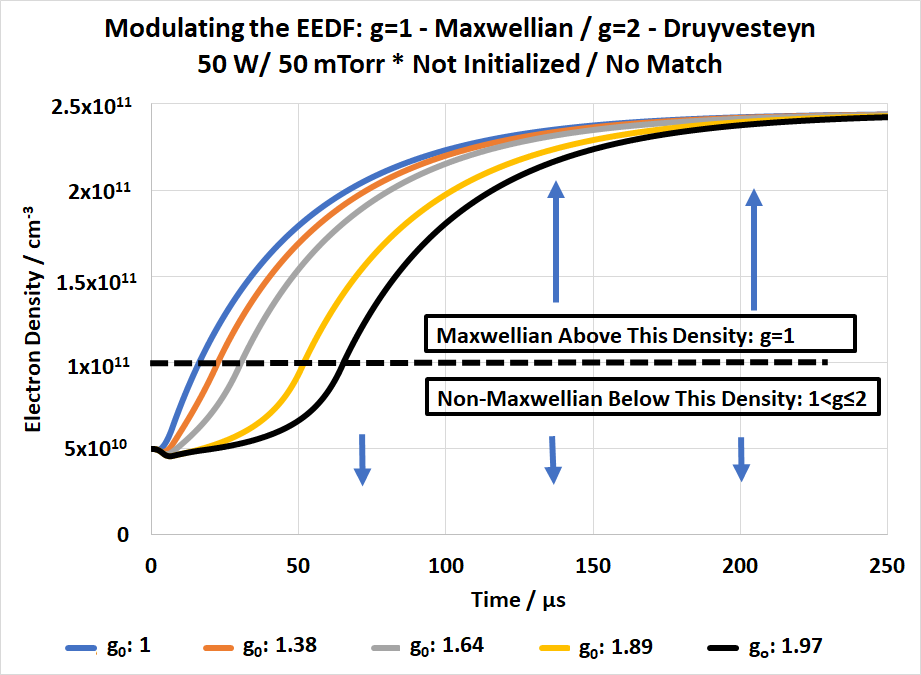 Modulating the EEDF: g=1 - Maxwellian / g=2 - Druyvesteyn
50 W/ 50 mTorr * Not Initialized / No Match
Electron Density / cm⁻³
2.5x10¹¹
2x10¹¹
1.5x10¹¹
1x10¹¹
5x10¹⁰
0
Maxwellian Above This Density: g=1
Non-Maxwellian Below This Density: 1<g≤2
0 50 100 150 200 250
Time / µs
g₀: 1 g₀: 1.38 g₀: 1.64 g₀: 1.89 gₒ: 1.97